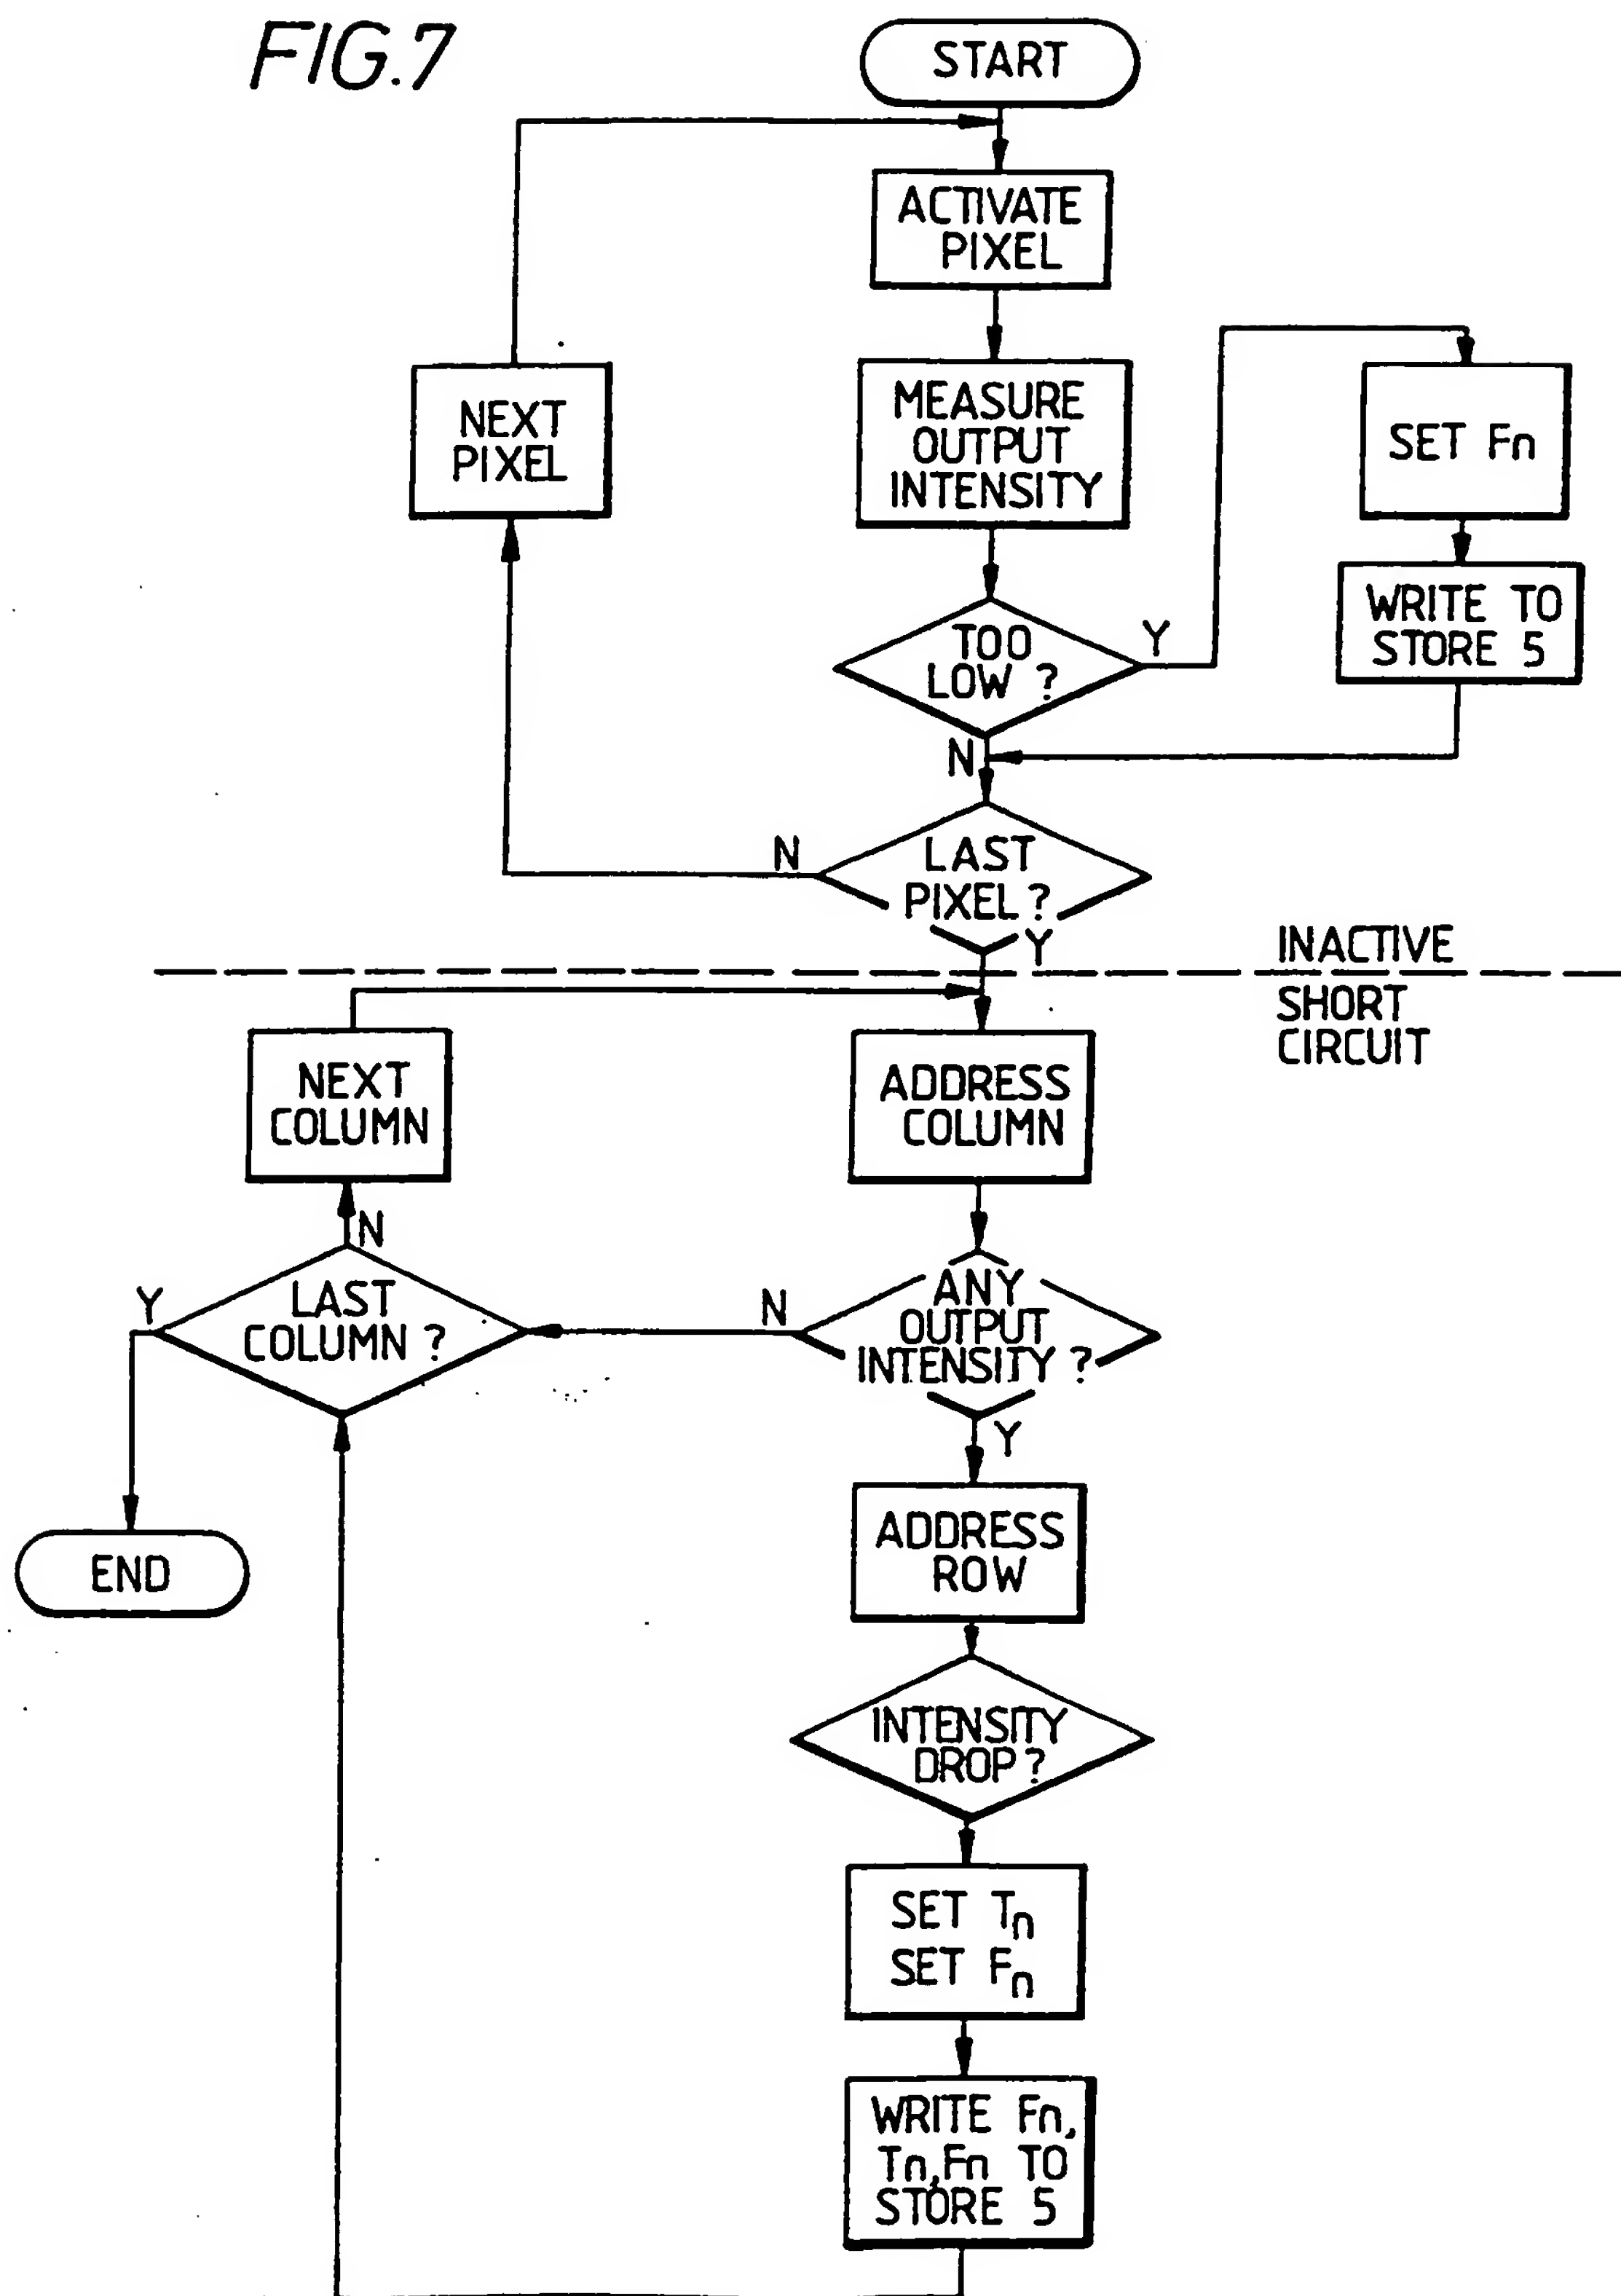 FIG.7
START
ACTIVATE
PIXEL
NEXT
PIXEL
MEASURE
OUTPUT
INTENSITY
SET Fn
WRITE TO
STORE 5
TOO
LOW ?
Y
N
LAST
PIXEL ?
N
Y
INACTIVE
SHORT
CIRCUIT
NEXT
COLUMN
ADDRESS
COLUMN
N
LAST
COLUMN ?
Y
N
ANY
OUTPUT
INTENSITY ?
Y
ADDRESS
ROW
END
INTENSITY
DROP ?
SET Tn
SET Fn
WRITE Fn,
Tn,Fn TO
STORE 5